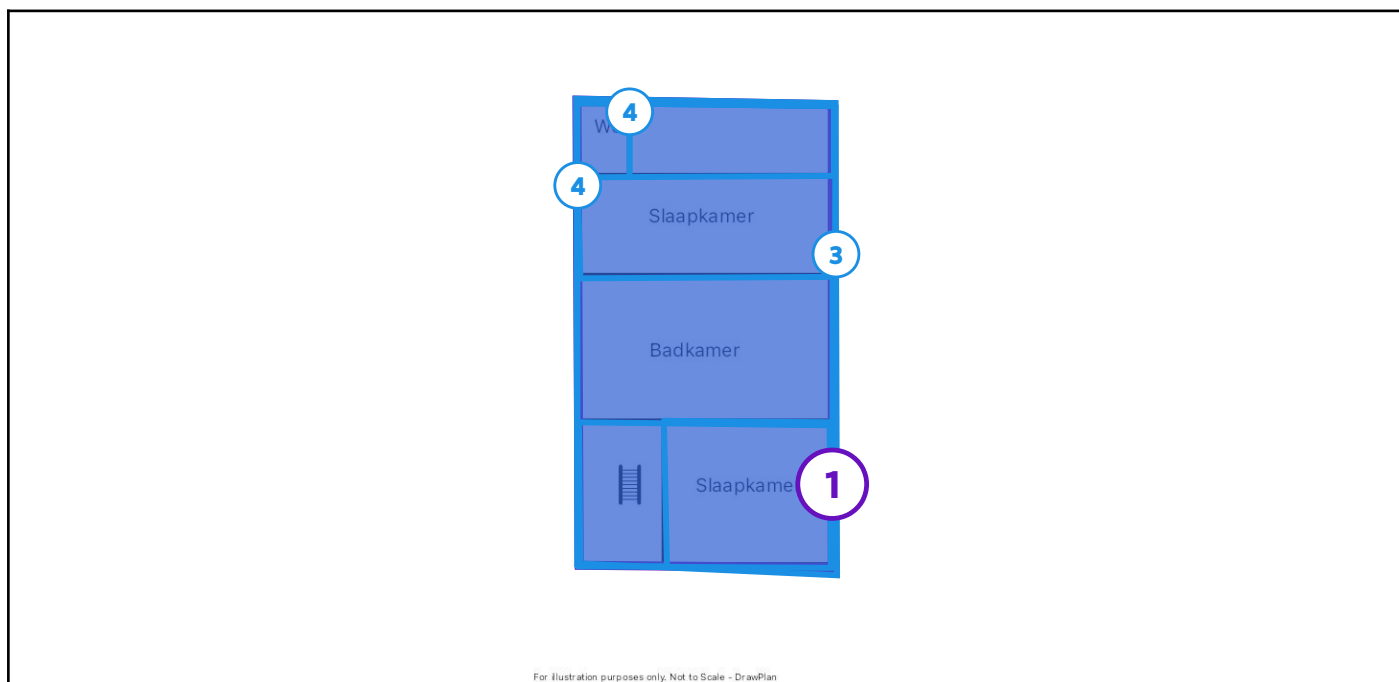 4
4
Slaapkamer
3
Badkamer
Slaapkame
1
For illustration purposes only. Not to Scale - DrawPlan